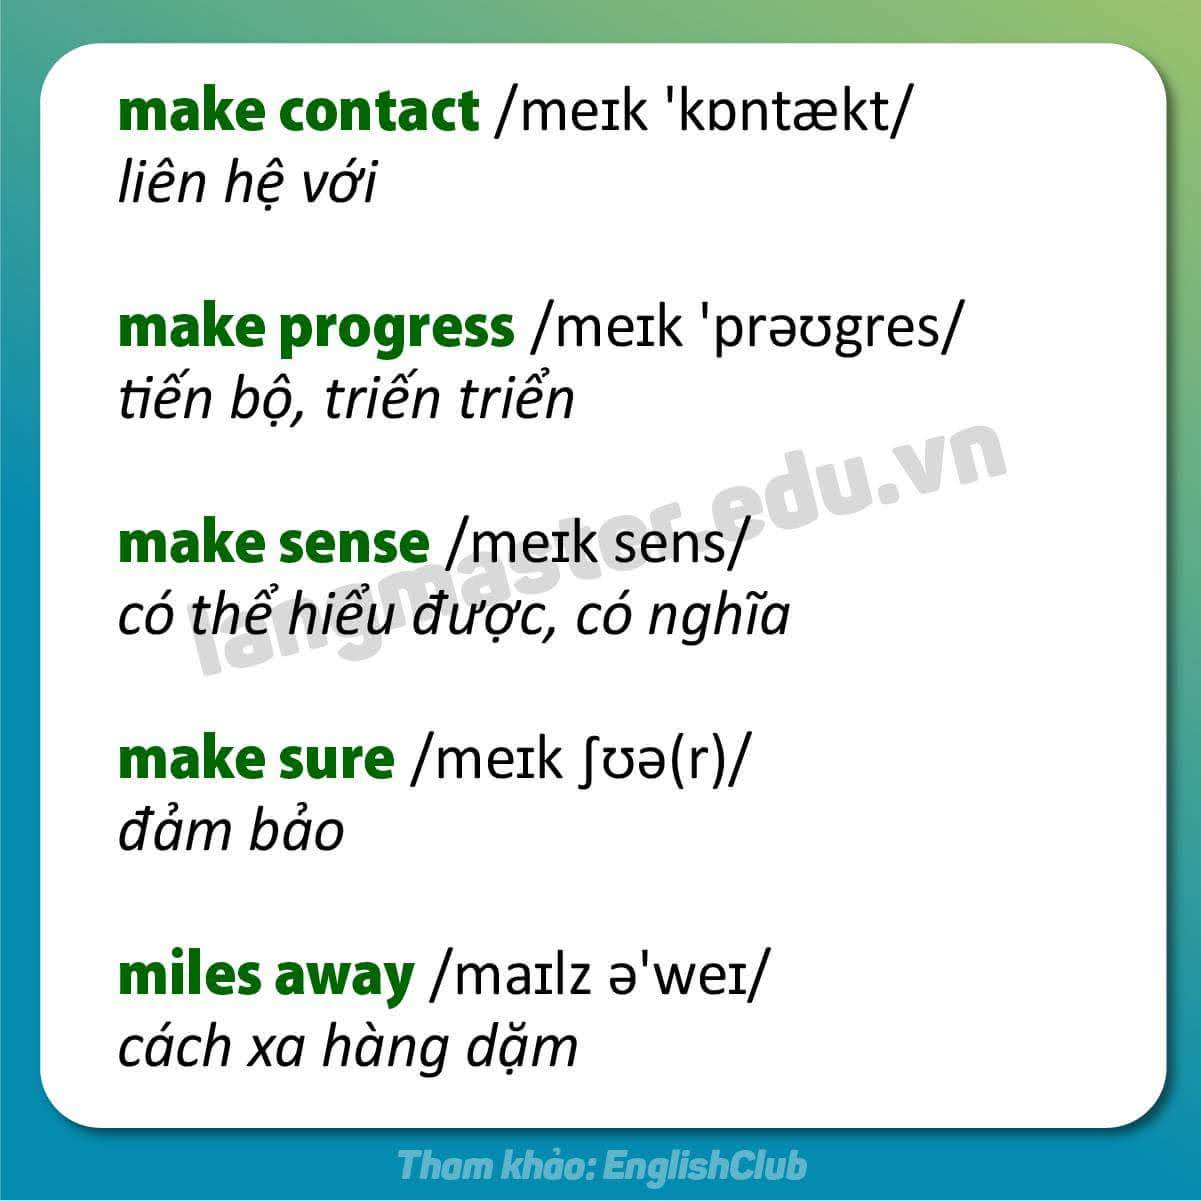 make contact /meɪk 'kɒntækt/
liên hệ với
make progress /meɪk 'prəʊgres/
tiến bộ, triến triển
make sense /meɪk sens/
có thể hiểu được, có nghĩa
langmaster.edu.vn
make sure /meɪk ʃʊə(r)/
đảm bảo
miles away /maɪlz ə'weɪ/
cách xa hàng dặm
Tham khảo: EnglishClub